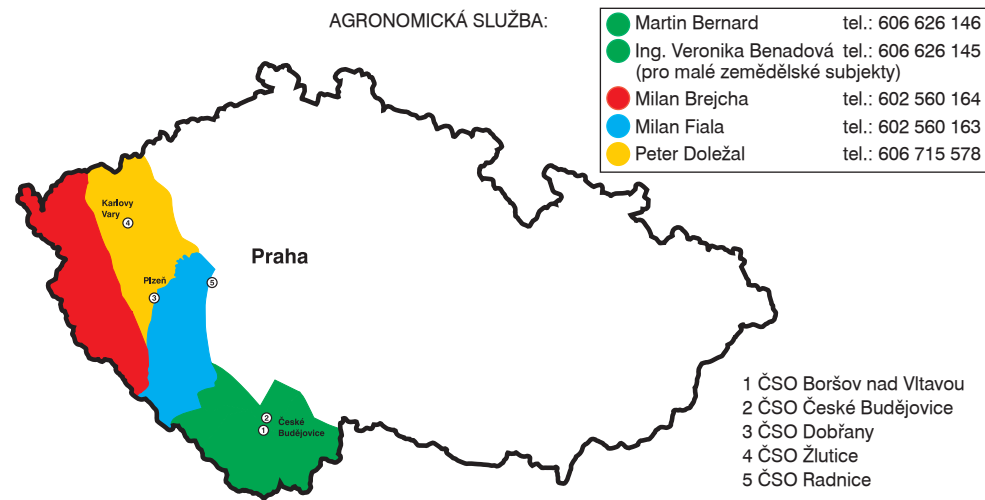 AGRONOMICKÁ SLUŽBA:
Martin Bernard tel.: 606 626 146
Ing. Veronika Benadová tel.: 606 626 145
(pro malé zemědělské subjekty)
Milan Brejcha tel.: 602 560 164
Milan Fiala tel.: 602 560 163
Peter Doležal tel.: 606 715 578
Karlovy
Vary
4
Praha
Plzeň
3
5
2
České
1
Budějovice
1 ČSO Boršov nad Vltavou
2 ČSO České Budějovice
3 ČSO Dobřany
4 ČSO Žlutice
5 ČSO Radnice